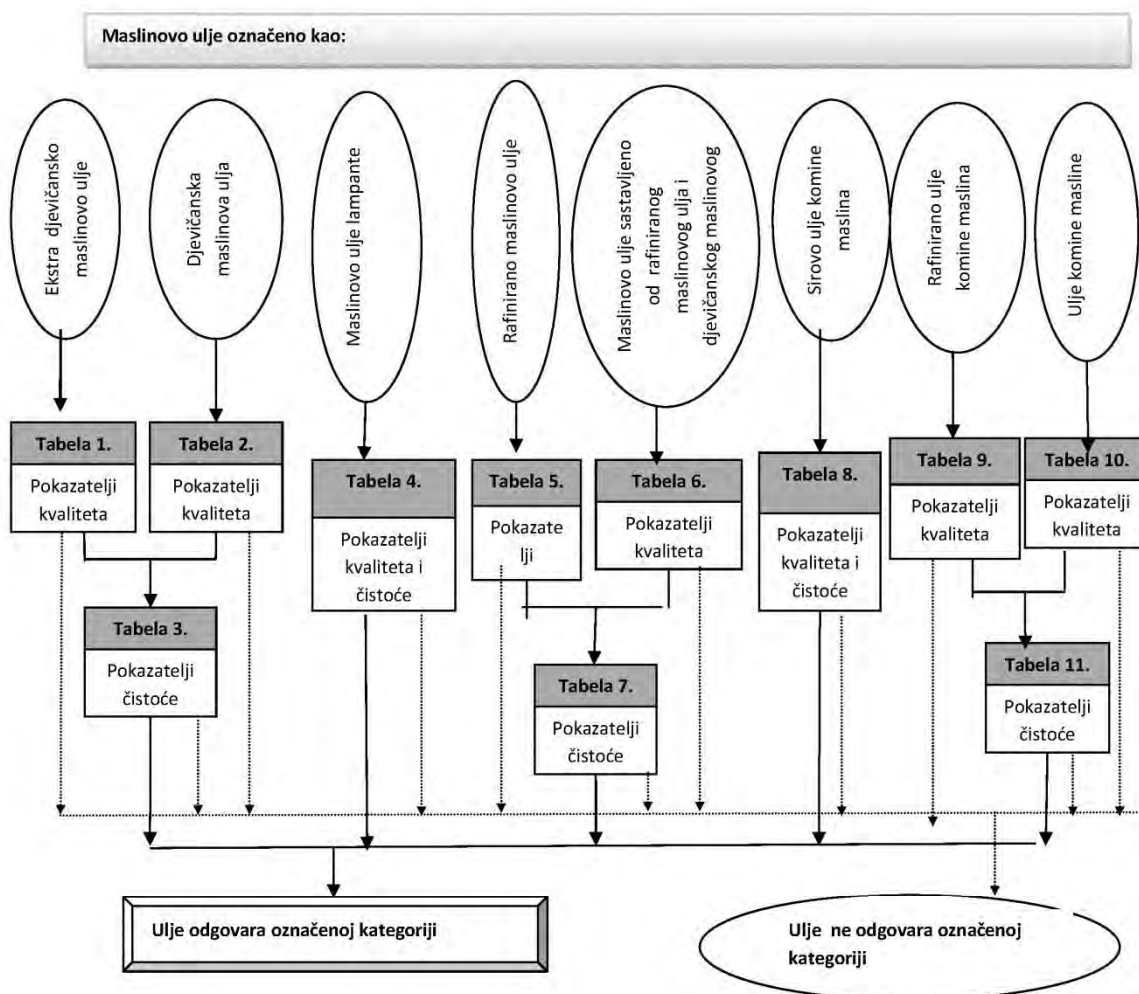 Maslinovo ulje označeno kao:
Ekstra djevičansko
maslinovo ulje
Djevičanska
maslinova ulja
Maslinovo ulje lampante
Rafinirano maslinovo ulje
Maslinovo ulje sastavljeno
od rafiniranog
maslinovog ulja i
djevičanskog maslinovog
Sirovo ulje komine
maslina
Rafinirano ulje
komine maslina
Ulje komine masline
Tabela 1.
Pokazatelji
kvaliteta
Tabela 2.
Pokazatelji
kvaliteta
Tabela 3.
Pokazatelji
čistoće
Tabela 4.
Pokazatelji
kvaliteta i
čistoće
Tabela 5.
Pokazate
lji
Tabela 6.
Pokazatelji
kvaliteta
Tabela 7.
Pokazatelji
čistoće
Tabela 8.
Pokazatelji
kvaliteta i
čistoće
Tabela 9.
Pokazatelji
kvaliteta
Tabela 10.
Pokazatelji
kvaliteta
Tabela 11.
Pokazatelji
čistoće
Ulje odgovara označenoj kategoriji
Ulje ne odgovara označenoj
kategoriji